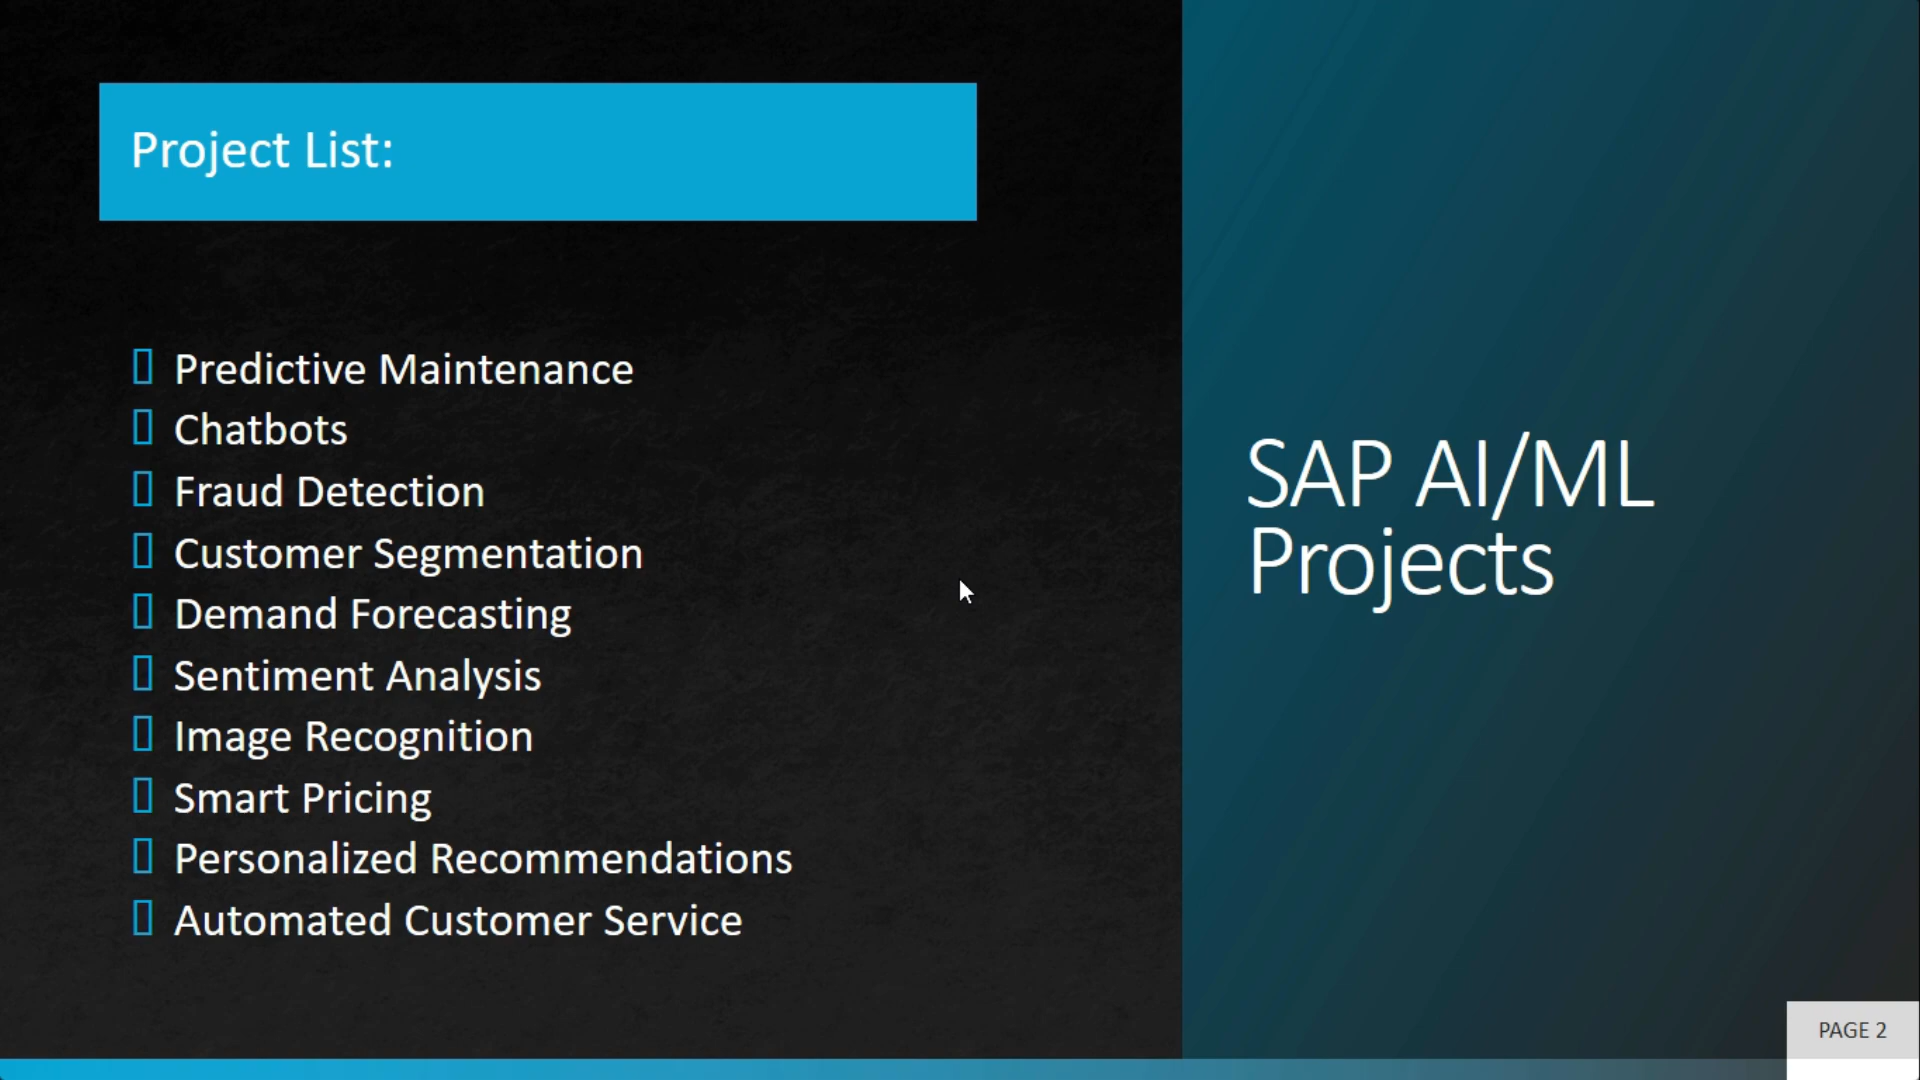 Project List:
Predictive Maintenance
Chatbots
Fraud Detection
Customer Segmentation
Demand Forecasting
Sentiment Analysis
Image Recognition
Smart Pricing
Personalized Recommendations
Automated Customer Service
SAP AI/ML
Projects
PAGE 2